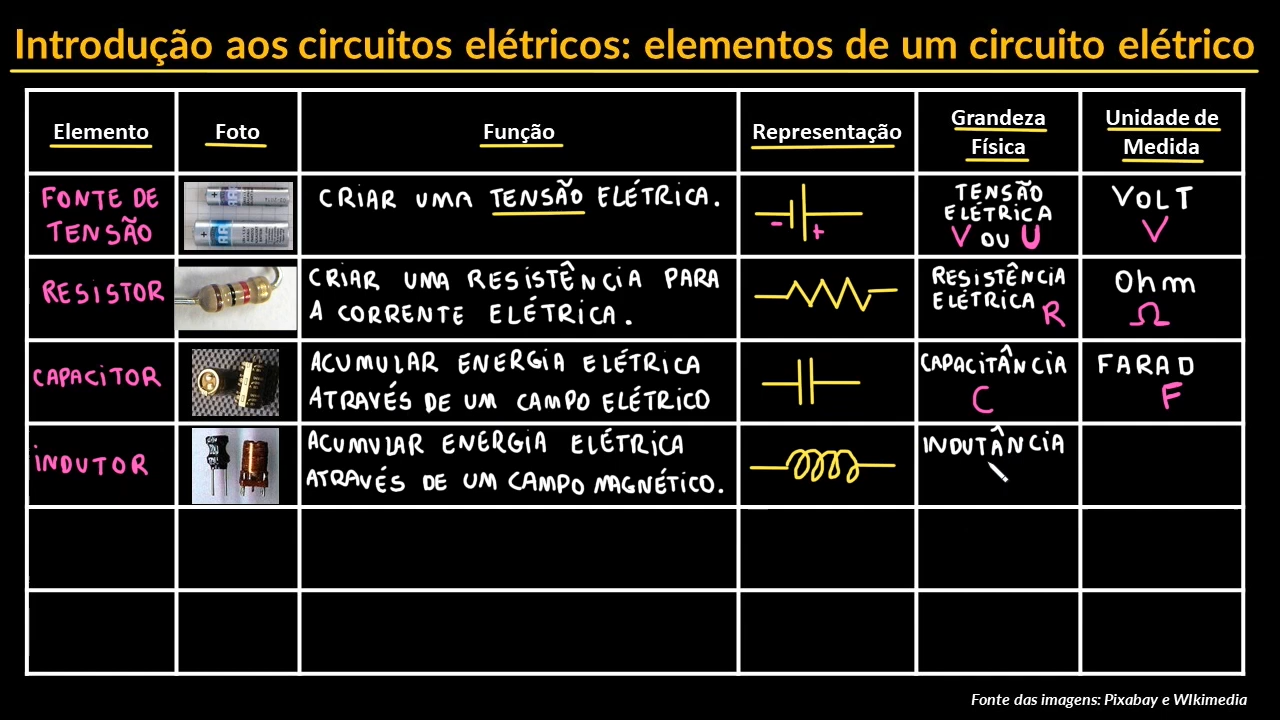 Introdução aos circuitos elétricos: elementos de um circuito elétrico
Elemento
Foto
Função
Representação
Grandeza
Física
Unidade de
Medida
FONTE DE
TENSÃO
CRIAR UMA TENSÃO ELÉTRICA.
- +
TENSÃO
ELÉTRICA
V OU U
VOLT
V
RESISTOR
CRIAR UMA RESISTÊNCIA PARA
A CORRENTE ELÉTRICA.
RESISTÊNCIA
ELÉTRICA R
Ohm
Ω
CAPACITOR
ACUMULAR ENERGIA ELÉTRICA
ATRAVÉS DE UM CAMPO ELÉTRICO
CAPACITÂNCIA
C
FARAD
F
INDUTOR
ACUMULAR ENERGIA ELÉTRICA
ATRAVÉS DE UM CAMPO MAGNÉTICO.
INDUTÂNCIA
Fonte das imagens: Pixabay e WIkimedia